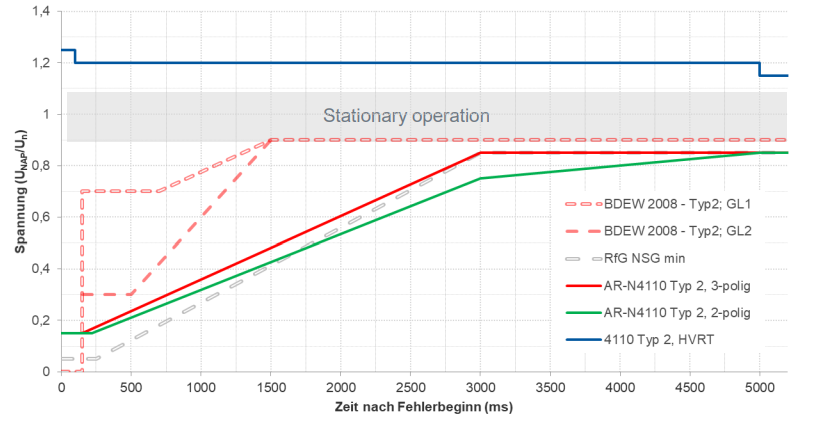 1,4
1,2
1
0,8
0,6
0,4
0,2
0
Spannung (U_NAP/U_n)
Stationary operation
BDEW 2008 - Typ2; GL1
BDEW 2008 - Typ2; GL2
RfG NSG min
AR-N4110 Typ 2, 3-polig
AR-N4110 Typ 2, 2-polig
4110 Typ 2, HVRT
0 500 1000 1500 2000 2500 3000 3500 4000 4500 5000
Zeit nach Fehlerbeginn (ms)